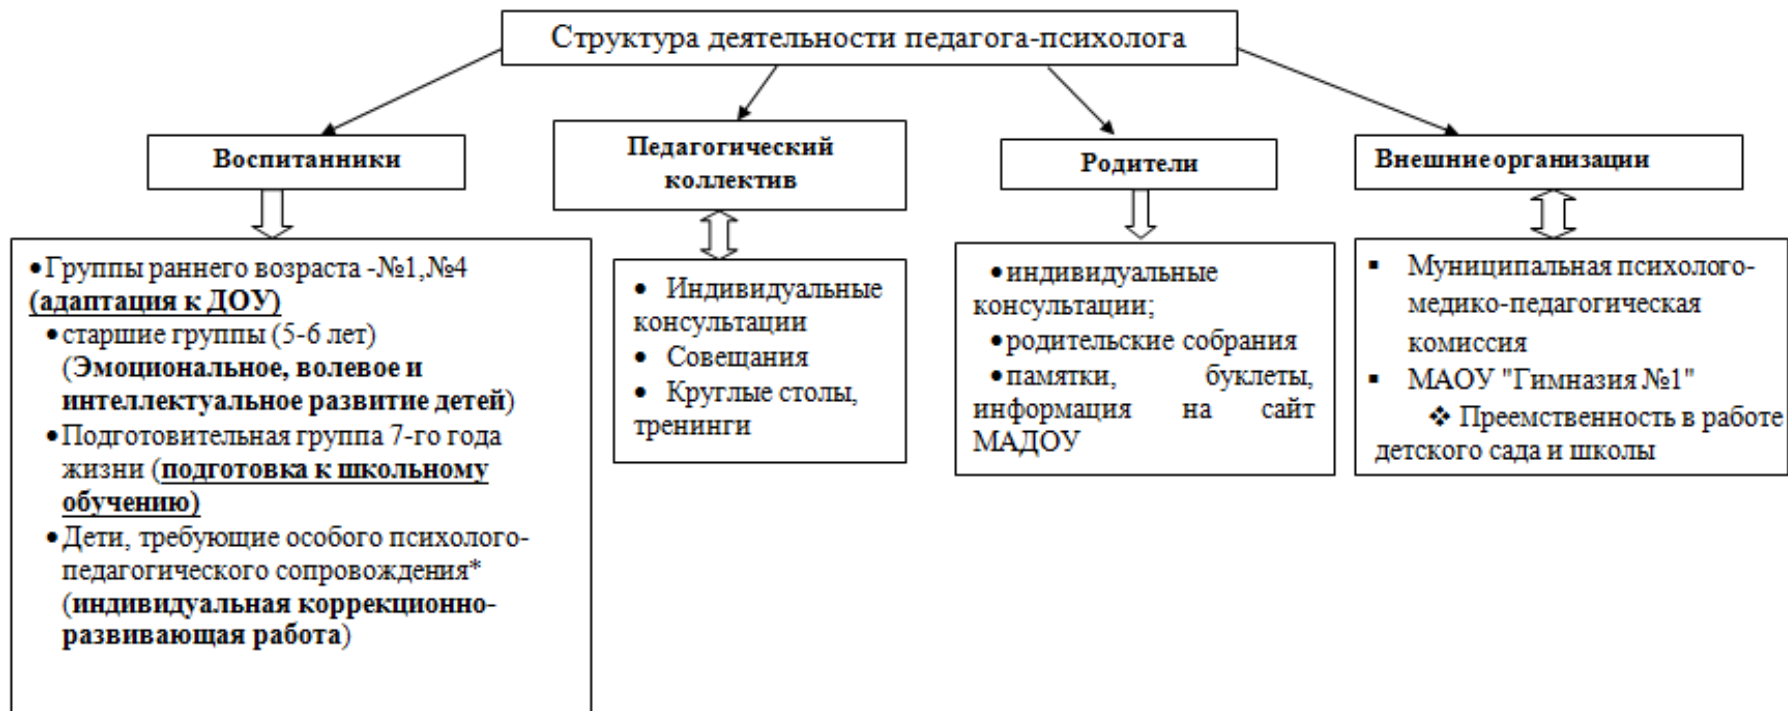 Структура деятельности педагога-психолога
Воспитанники
•Группы раннего возраста -№1,№4
(адаптация к ДОУ)
•старшие группы (5-6 лет)
(Эмоциональное, волевое и
интеллектуальное развитие детей)
•Подготовительная группа 7-го года
жизни (подготовка к школьному
обучению)
•Дети, требующие особого психолого-
педагогического сопровождения*
(индивидуальная коррекционно-
развивающая работа)
Педагогический
коллектив
• Индивидуальные
консультации
• Совещания
• Круглые столы,
тренинги
Родители
•индивидуальные
консультации;
•родительские собрания
•памятки, буклеты,
информация на сайт
МАДОУ
Внешние организации
▪ Муниципальная психолого-
медико-педагогическая
комиссия
▪ МАОУ "Гимназия №1"
❖ Преемственность в работе
детского сада и школы